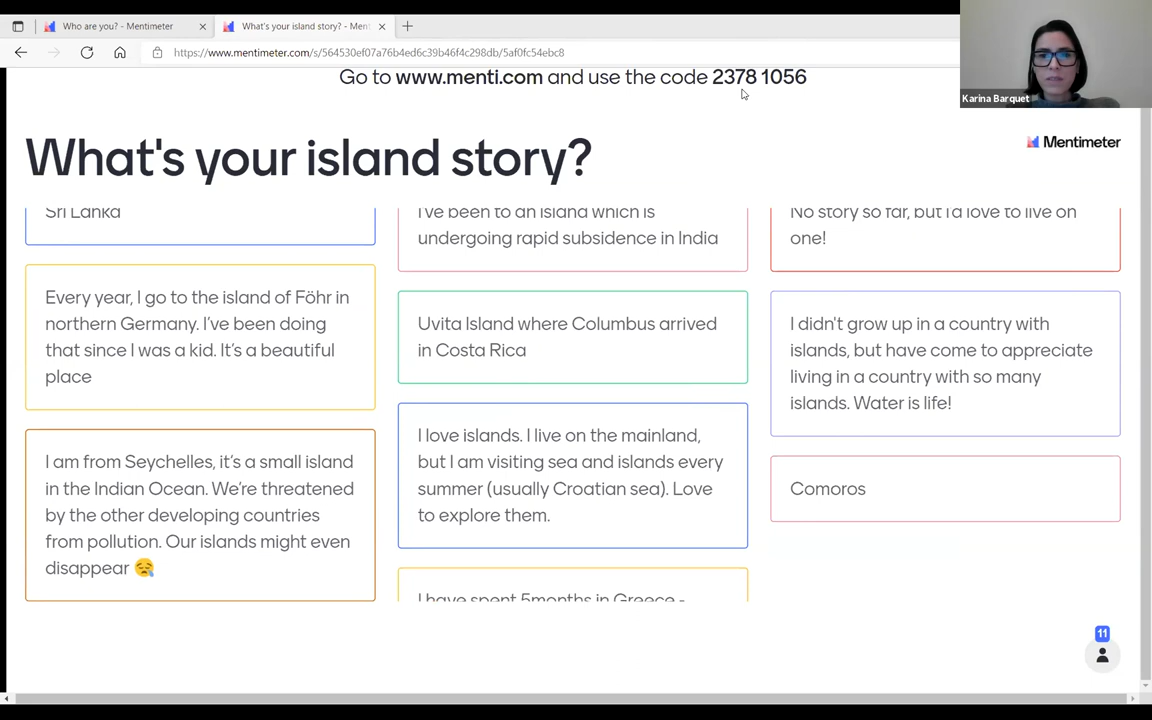 Who are you? - Mentimeter
What's your island story? - Ment
https://www.mentimeter.com/s/564530ef07a76b4ed6c39b46f4c298db/5af0fc54ebc8
Karina Barquet
Go to www.menti.com and use the code 2378 1056
What's your island story?
Mentimeter
Sri Lanka
Every year, I go to the island of Föhr in
northern Germany. I've been doing
that since I was a kid. It's a beautiful
place
I am from Seychelles, it's a small island
in the Indian Ocean. We're threatened
by the other developing countries
from pollution. Our islands might even
disappear 😪
I've been to an island which is
undergoing rapid subsidence in India
Uvita Island where Columbus arrived
in Costa Rica
I love islands. I live on the mainland,
but I am visiting sea and islands every
summer (usually Croatian sea). Love
to explore them.
I have spent 5months in Greece -
No story so far, but I'd love to live on
one!
I didn't grow up in a country with
islands, but have come to appreciate
living in a country with so many
islands. Water is life!
Comoros
11